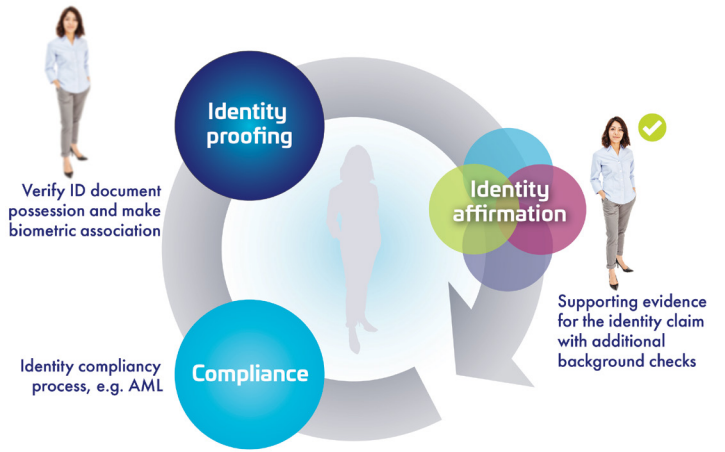 Identity
proofing
Verify ID document
possession and make
biometric association
Identity
affirmation
Supporting evidence
for the identity claim
with additional
background checks
Compliance
Identity compliancy
process, e.g. AML